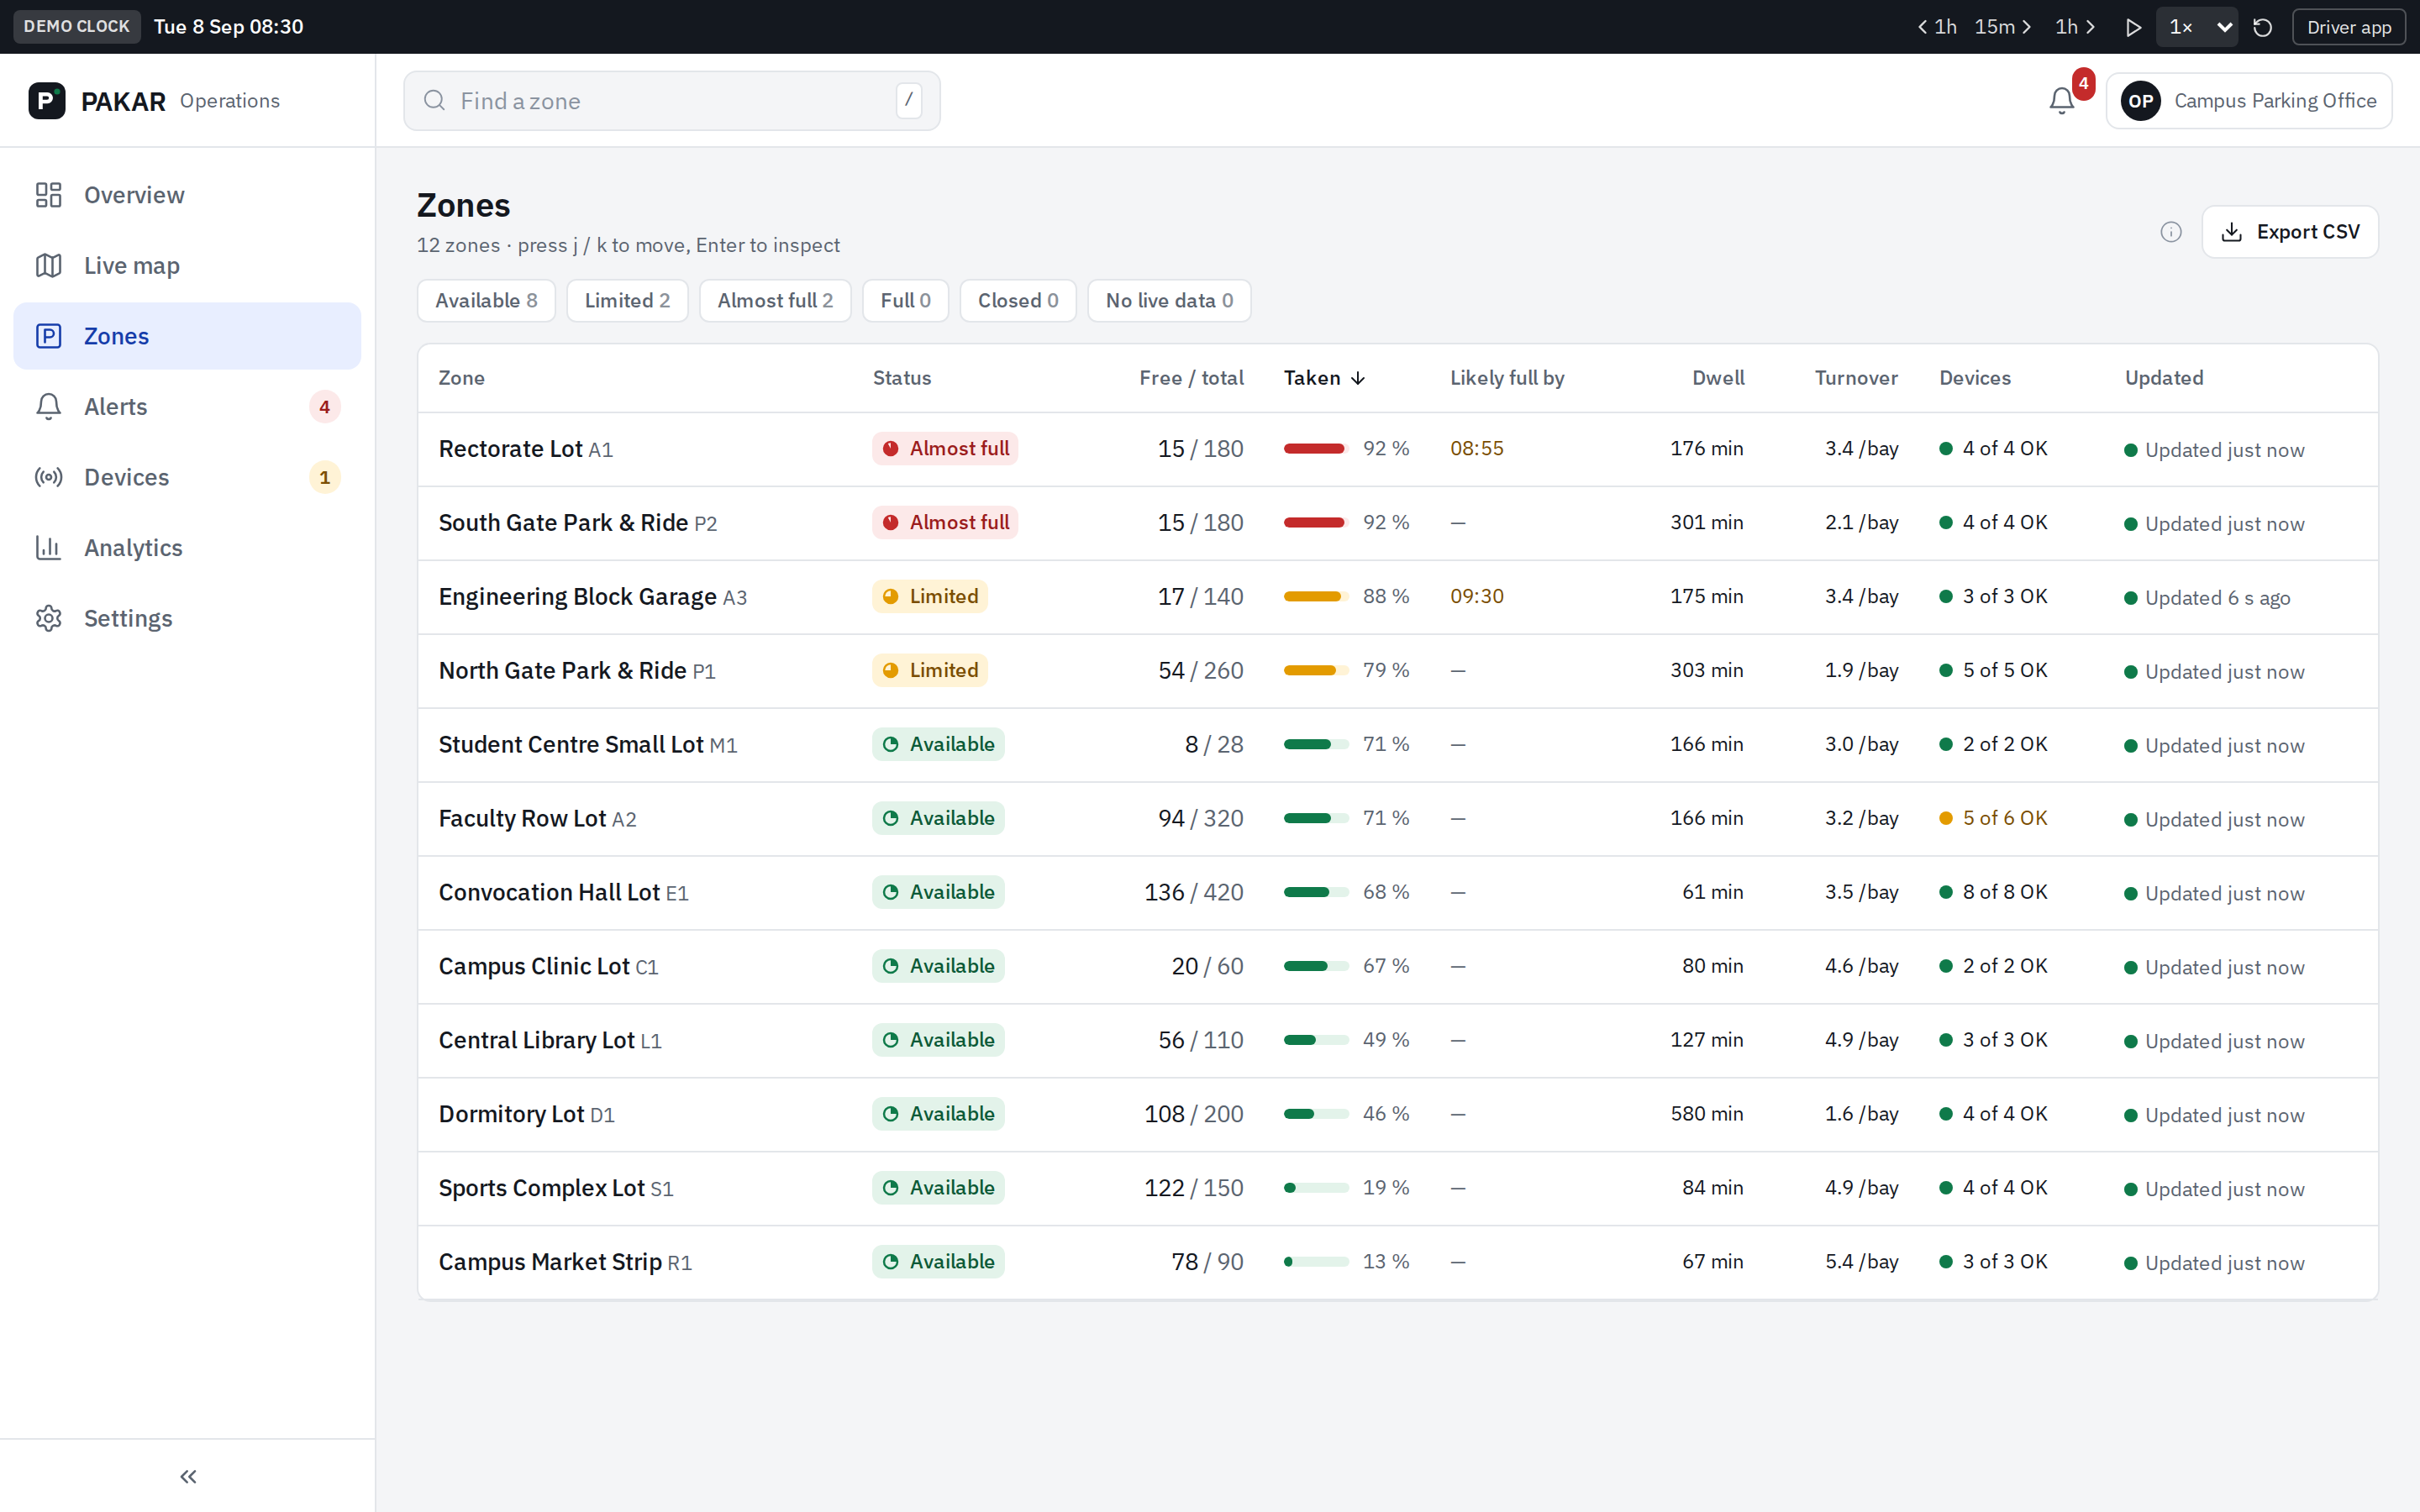 DEMO CLOCK Tue 8 Sep 08:30 1h 15m 1h 1× Driver app
P PAKAR Operations Find a zone / 4 OP Campus Parking Office
Overview
Live map
Zones
Alerts 4
Devices 1
Analytics
Settings
Zones
12 zones · press j / k to move, Enter to inspect
Export CSV
Available 8 Limited 2 Almost full 2 Full 0 Closed 0 No live data 0
Zone Status Free / total Taken Likely full by Dwell Turnover Devices Updated
Rectorate Lot A1 Almost full 15 / 180 92 % 08:55 176 min 3.4 /bay 4 of 4 OK Updated just now
South Gate Park & Ride P2 Almost full 15 / 180 92 % — 301 min 2.1 /bay 4 of 4 OK Updated just now
Engineering Block Garage A3 Limited 17 / 140 88 % 09:30 175 min 3.4 /bay 3 of 3 OK Updated 6 s ago
North Gate Park & Ride P1 Limited 54 / 260 79 % — 303 min 1.9 /bay 5 of 5 OK Updated just now
Student Centre Small Lot M1 Available 8 / 28 71 % — 166 min 3.0 /bay 2 of 2 OK Updated just now
Faculty Row Lot A2 Available 94 / 320 71 % — 166 min 3.2 /bay 5 of 6 OK Updated just now
Convocation Hall Lot E1 Available 136 / 420 68 % — 61 min 3.5 /bay 8 of 8 OK Updated just now
Campus Clinic Lot C1 Available 20 / 60 67 % — 80 min 4.6 /bay 2 of 2 OK Updated just now
Central Library Lot L1 Available 56 / 110 49 % — 127 min 4.9 /bay 3 of 3 OK Updated just now
Dormitory Lot D1 Available 108 / 200 46 % — 580 min 1.6 /bay 4 of 4 OK Updated just now
Sports Complex Lot S1 Available 122 / 150 19 % — 84 min 4.9 /bay 4 of 4 OK Updated just now
Campus Market Strip R1 Available 78 / 90 13 % — 67 min 5.4 /bay 3 of 3 OK Updated just now